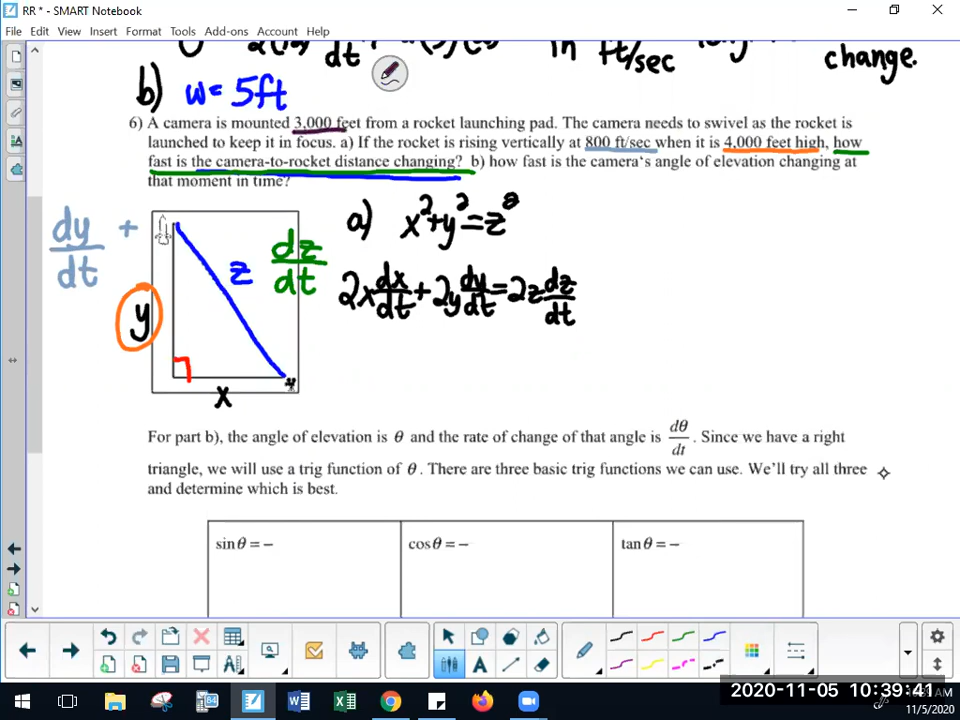 RR * - SMART Notebook
File Edit View Insert Format Tools Add-ons Account Help
dt
in ft/sec
change.
b) w = 5ft
6) A camera is mounted 3,000 feet from a rocket launching pad. The camera needs to swivel as the rocket is
launched to keep it in focus. a) If the rocket is rising vertically at 800 ft/sec when it is 4,000 feet high, how
fast is the camera-to-rocket distance changing? b) how fast is the camera's angle of elevation changing at
that moment in time?
dy/dt +
z
dz/dt
y
x
a) x²+y²=z²
2x dx/dt + 2y dy/dt = 2z dz/dt
For part b), the angle of elevation is θ and the rate of change of that angle is dθ/dt. Since we have a right
triangle, we will use a trig function of θ. There are three basic trig functions we can use. We'll try all three
and determine which is best.
sinθ = –
cosθ = –
tanθ = –
2020-11-05 10:39:41
11/5/2020